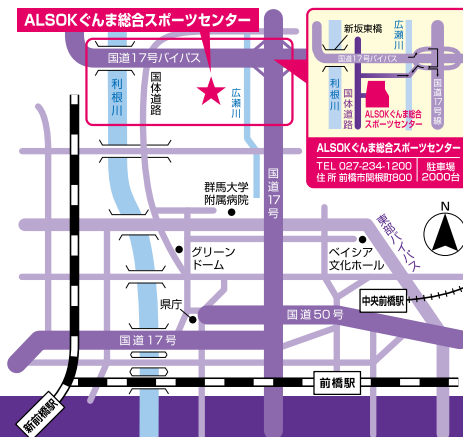 ALSOKぐんま総合スポーツセンター
国道17号バイパス
利根川
国体道路
広瀬川
国道17号
群馬大学
附属病院
グリーン
ドーム
県庁
ベイシア
文化ホール
東部バイパス
N
中央前橋駅
国道50号
国道17号
前橋駅
新前橋駅
新坂東橋
広瀬川
国道17号バイパス
利根川
国体道路
国道17号線
ALSOKぐんま総合
スポーツセンター
ALSOKぐんま総合スポーツセンター
TEL 027-234-1200
住 所 前橋市関根町800
駐車場
2000台